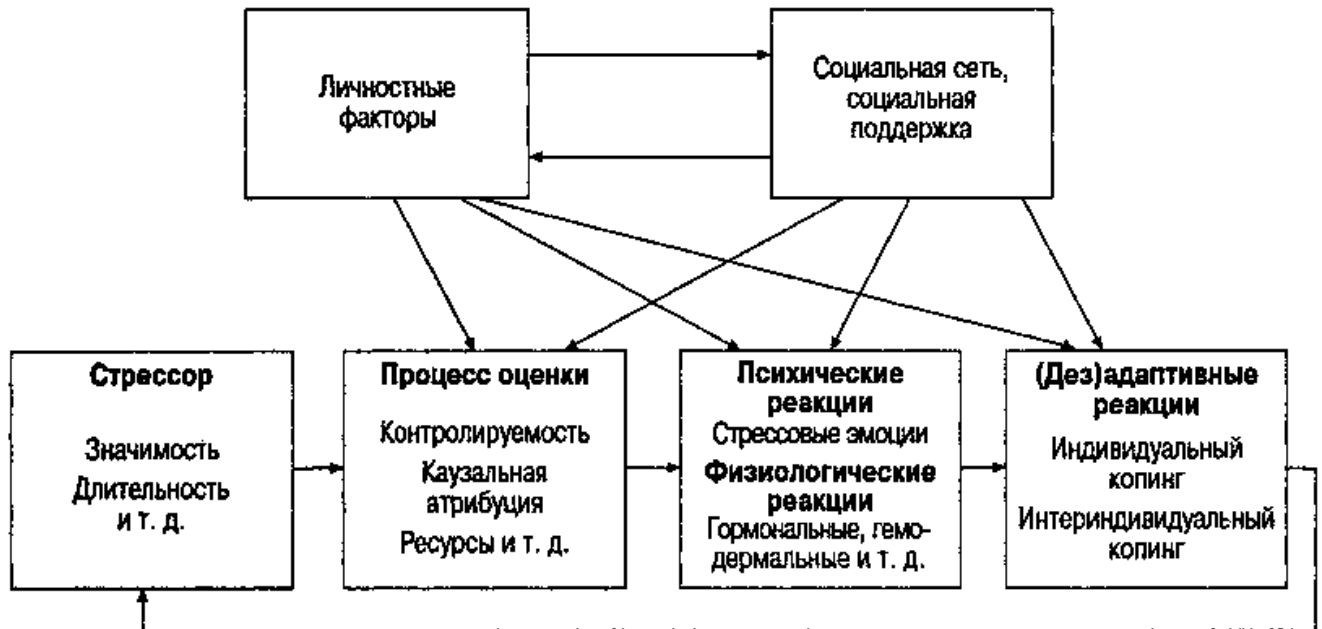 Личностные
факторы
Социальная сеть,
социальная
поддержка
Стрессор
Значимость
Длительность
и т. д.
Процесс оценки
Контролируемость
Каузальная
атрибуция
Ресурсы и т. д.
Психические
реакции
Стрессовые эмоции
Физиологические
реакции
Гормональные, гемо-
дермальные и т. д.
(Дез)адаптивные
реакции
Индивидуальный
копинг
Интериндивидуальный
копинг